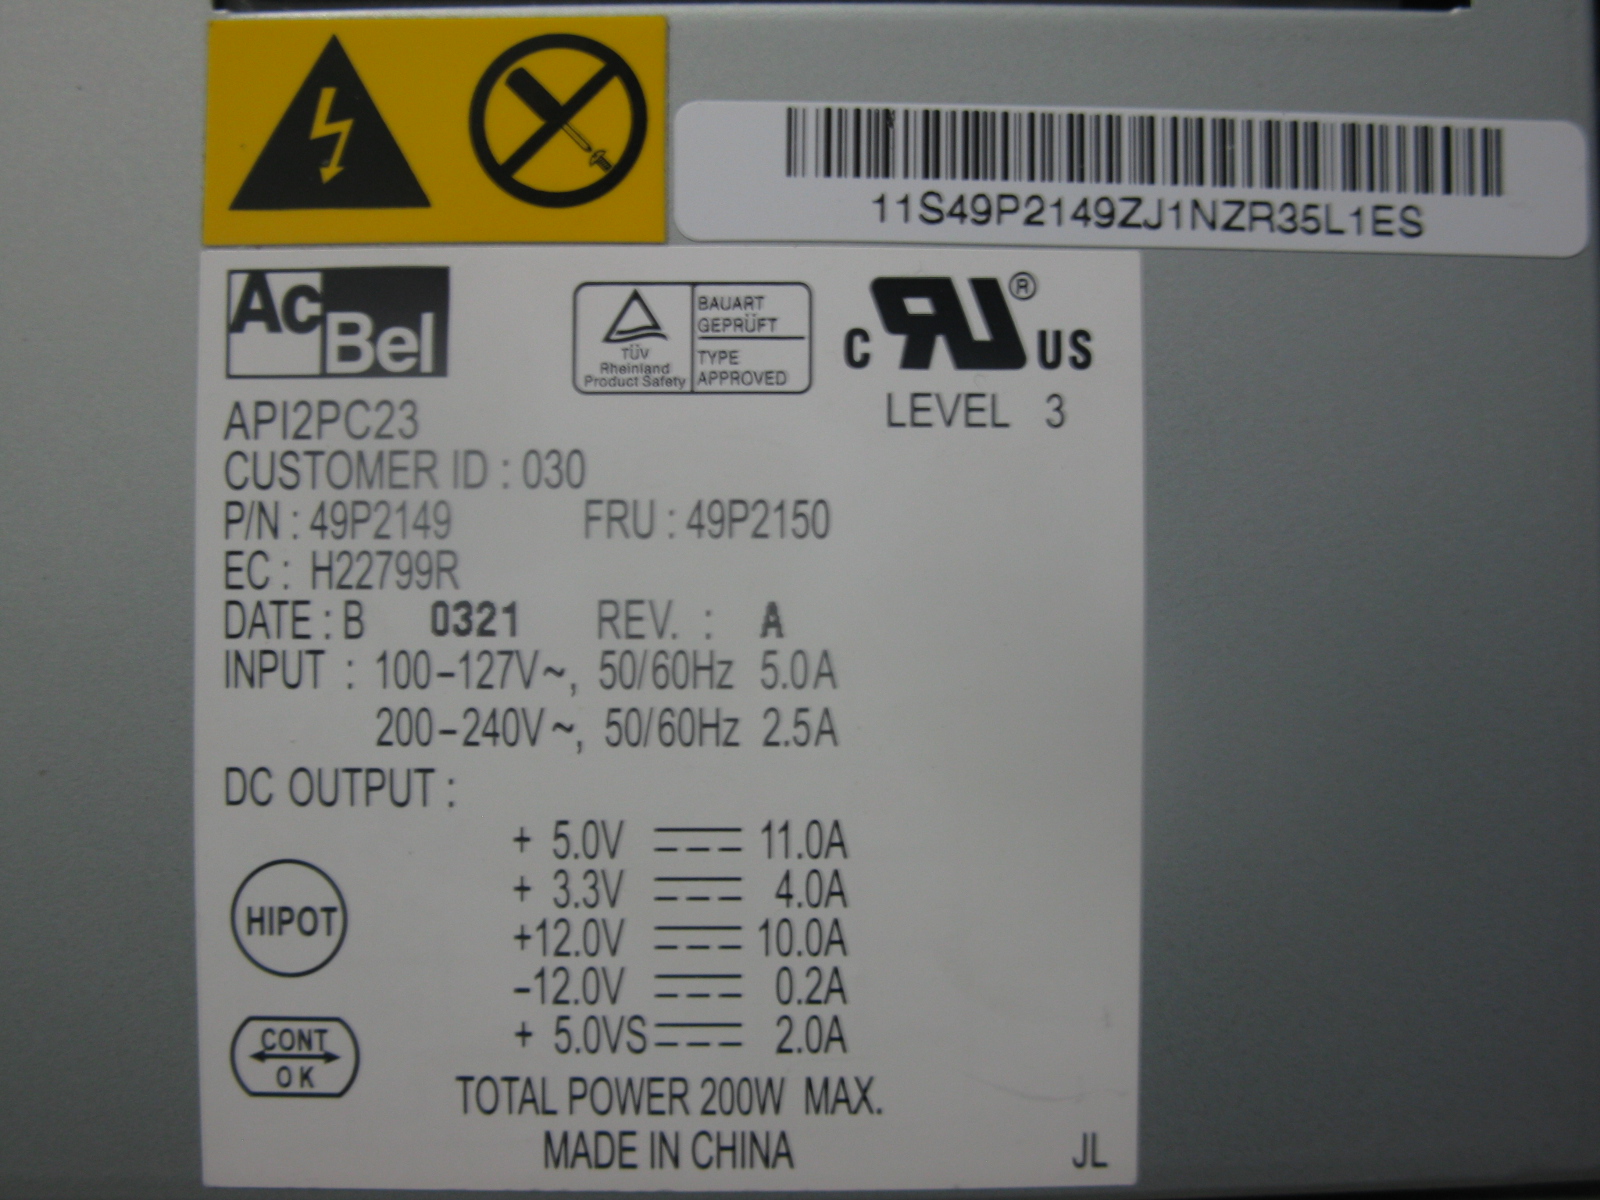 11S49P2149ZJ1NZR35L1ES
AcBel
TÜV
Rheinland
Product Safety
BAUART
GEPRÜFT
TYPE
APPROVED
C RU ® US
LEVEL 3
API2PC23
CUSTOMER ID : 030
P/N : 49P2149 FRU : 49P2150
EC : H22799R
DATE : B 0321 REV. : A
INPUT : 100-127V~, 50/60Hz 5.0A
200-240V~, 50/60Hz 2.5A
DC OUTPUT :
+ 5.0V 11.0A
+ 3.3V 4.0A
+12.0V 10.0A
-12.0V 0.2A
+ 5.0VS 2.0A
HIPOT
CONT
OK
TOTAL POWER 200W MAX.
MADE IN CHINA
JL